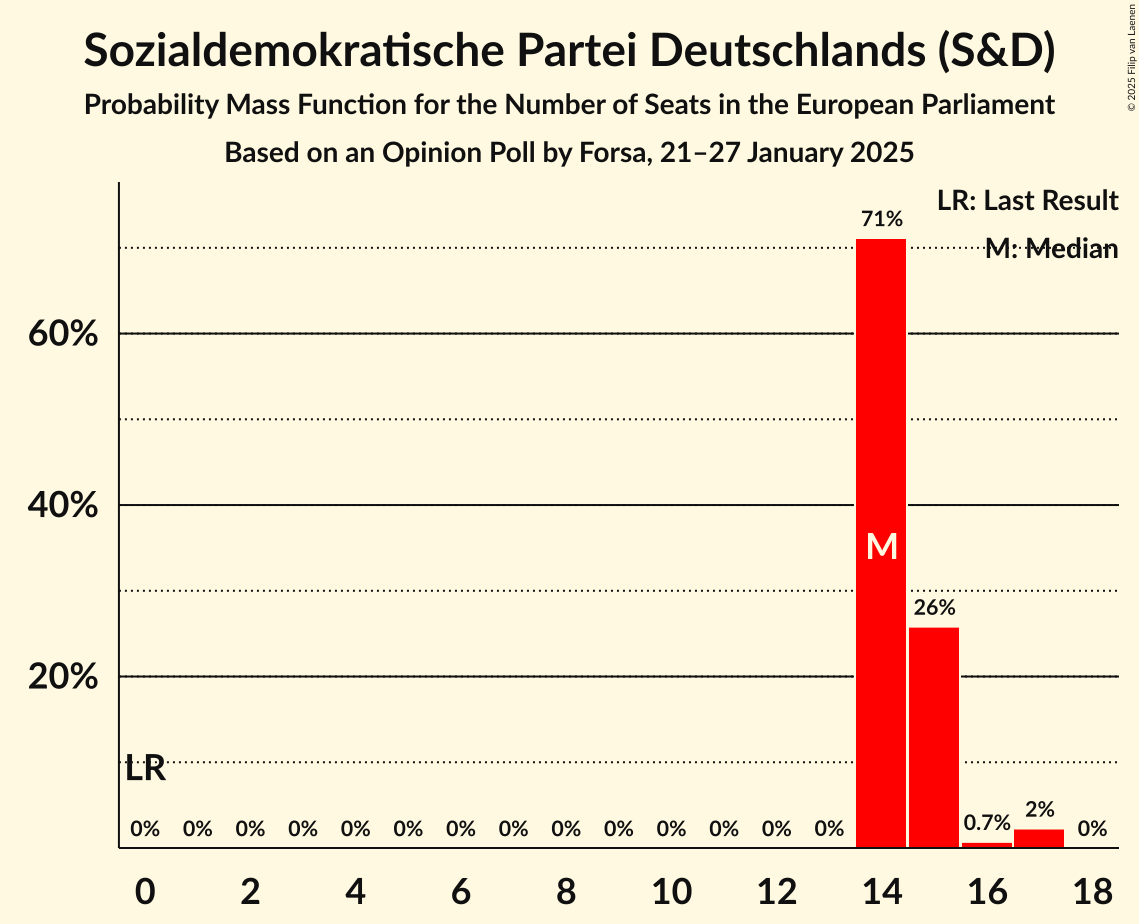 Sozialdemokratische Partei Deutschlands (S&D)
Probability Mass Function for the Number of Seats in the European Parliament
Based on an Opinion Poll by Forsa, 21–27 January 2025
© 2025 Filip van Laenen
LR: Last Result
M: Median
71%
60%
40%
M
26%
20%
LR
0% 0% 0% 0% 0% 0% 0% 0% 0% 0% 0% 0% 0% 0% 0.7% 2% 0%
0 2 4 6 8 10 12 14 16 18